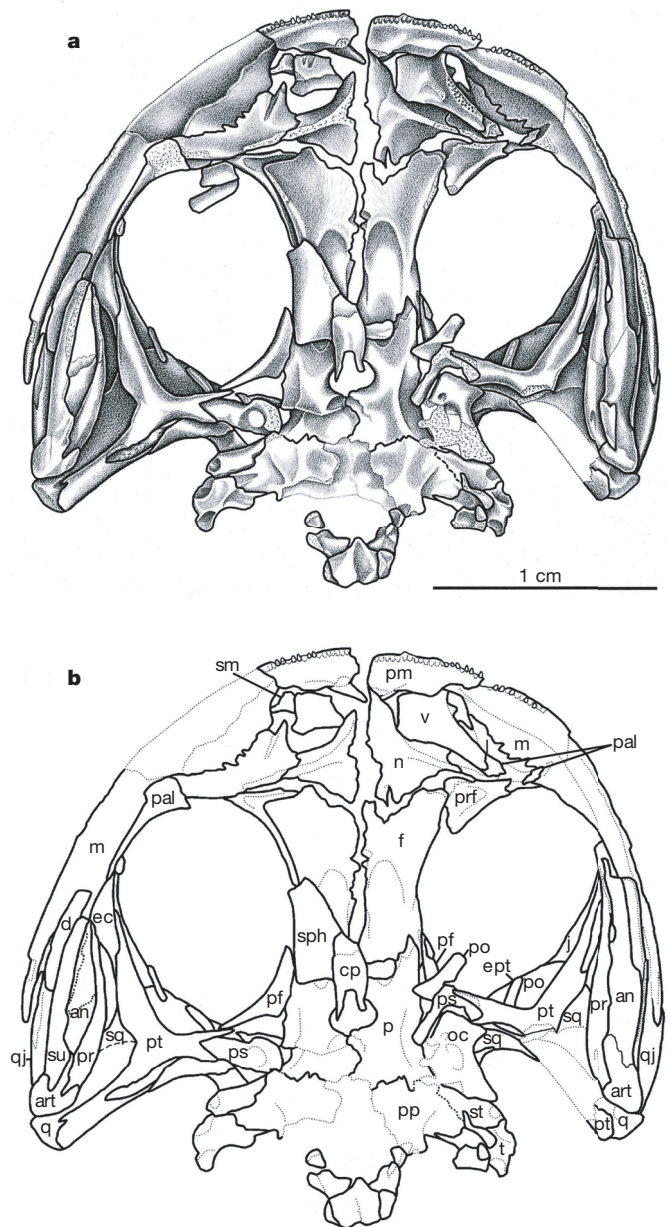 a
1 cm
b
sm
pm
v
l
m
pal
n
pal
prf
m
f
d
ec
sph
pf
po
cp
ept
j
po
an
pf
ps
pt
sq
pr
an
sq
p
oc
sq
qj
su
pr
pt
ps
qj
art
pp
st
art
q
pt
q
t